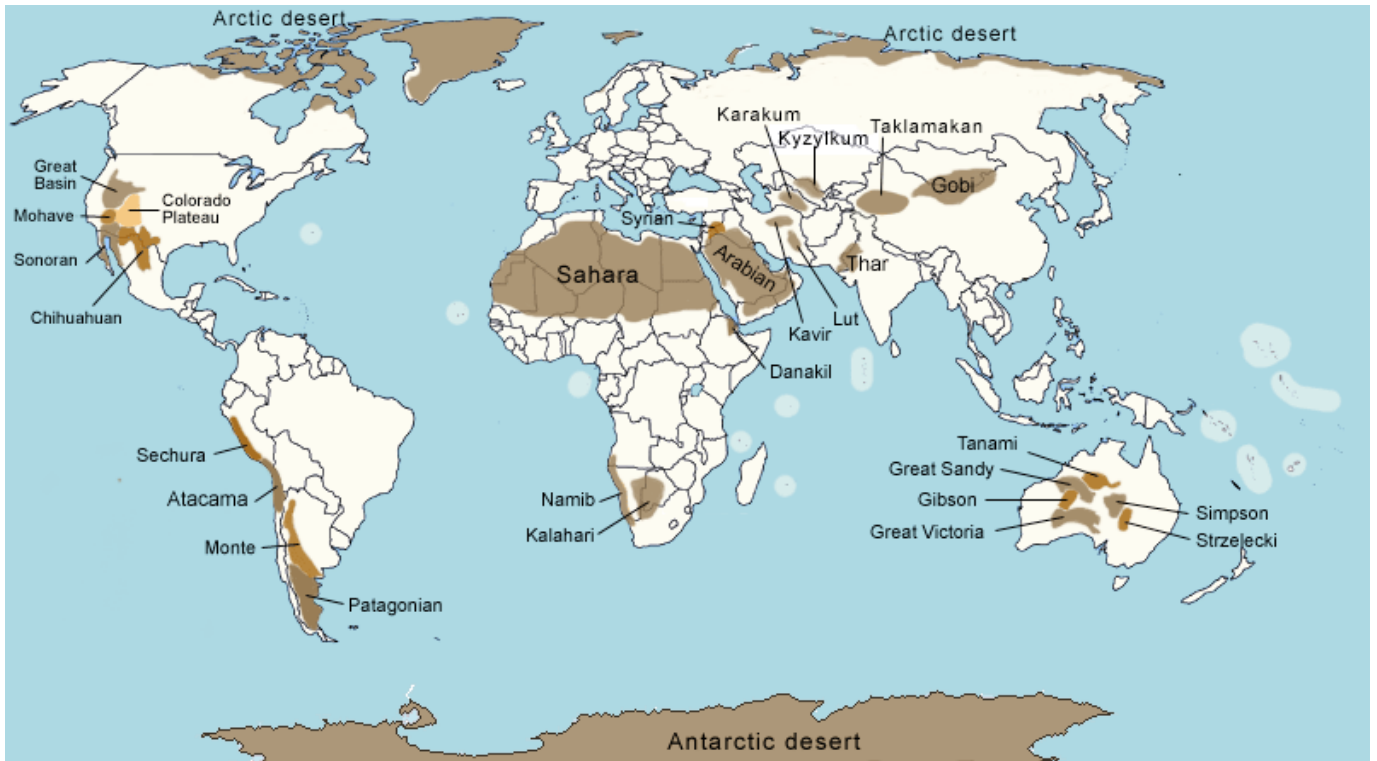 Arctic desert
Arctic desert
Karakum
Taklamakan
Kyzylkum
Great
Basin
Gobi
Colorado
Plateau
Mohave
Syrian
Sonoran
Sahara
Arabian
Thar
Chihuahuan
Lut
Kavir
Danakil
Sechura
Tanami
Great Sandy
Atacama
Namib
Gibson
Simpson
Kalahari
Great Victoria
Strzelecki
Monte
Patagonian
Antarctic desert